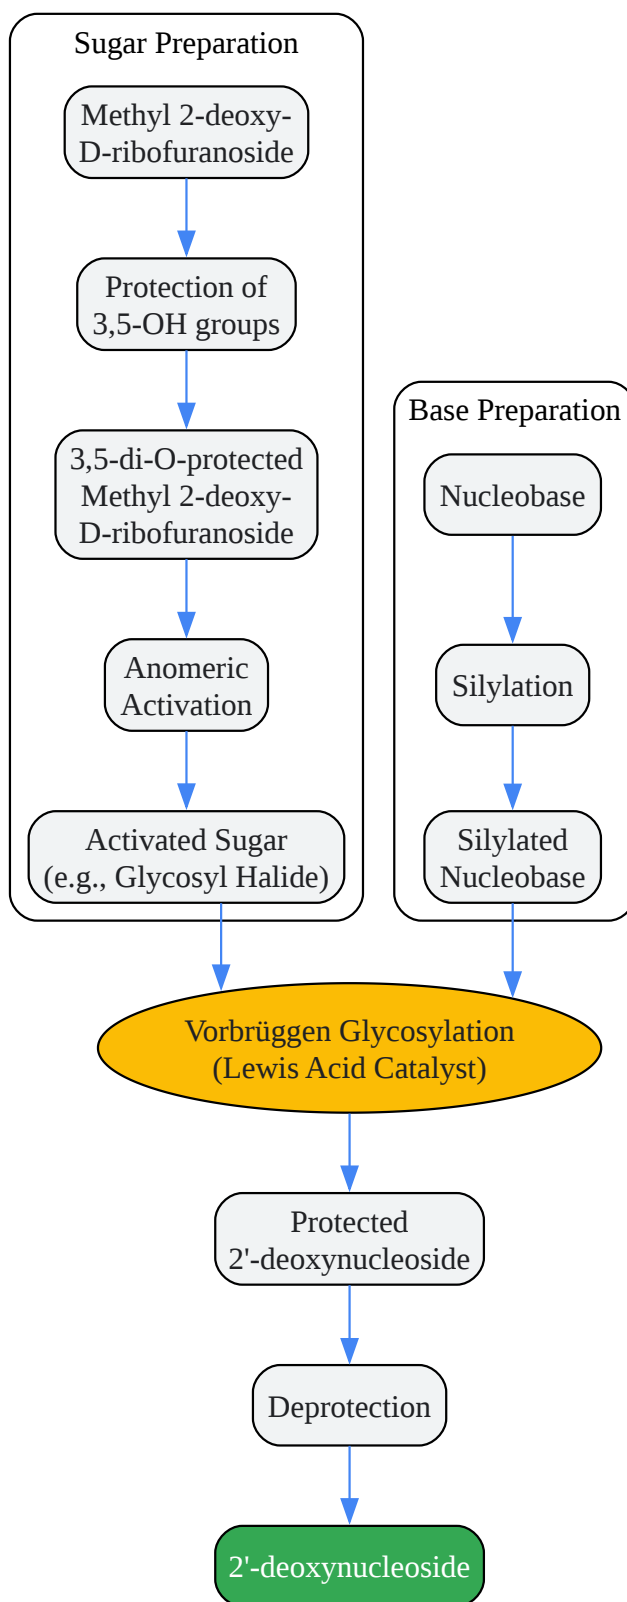 Sugar Preparation
Methyl 2-deoxy-
D-ribofuranoside
Protection of
3,5-OH groups
3,5-di-O-protected
Methyl 2-deoxy-
D-ribofuranoside
Anomeric
Activation
Activated Sugar
(e.g., Glycosyl Halide)
Base Preparation
Nucleobase
Silylation
Silylated
Nucleobase
Vorbrüggen Glycosylation
(Lewis Acid Catalyst)
Protected
2'-deoxynucleoside
Deprotection
2'-deoxynucleoside